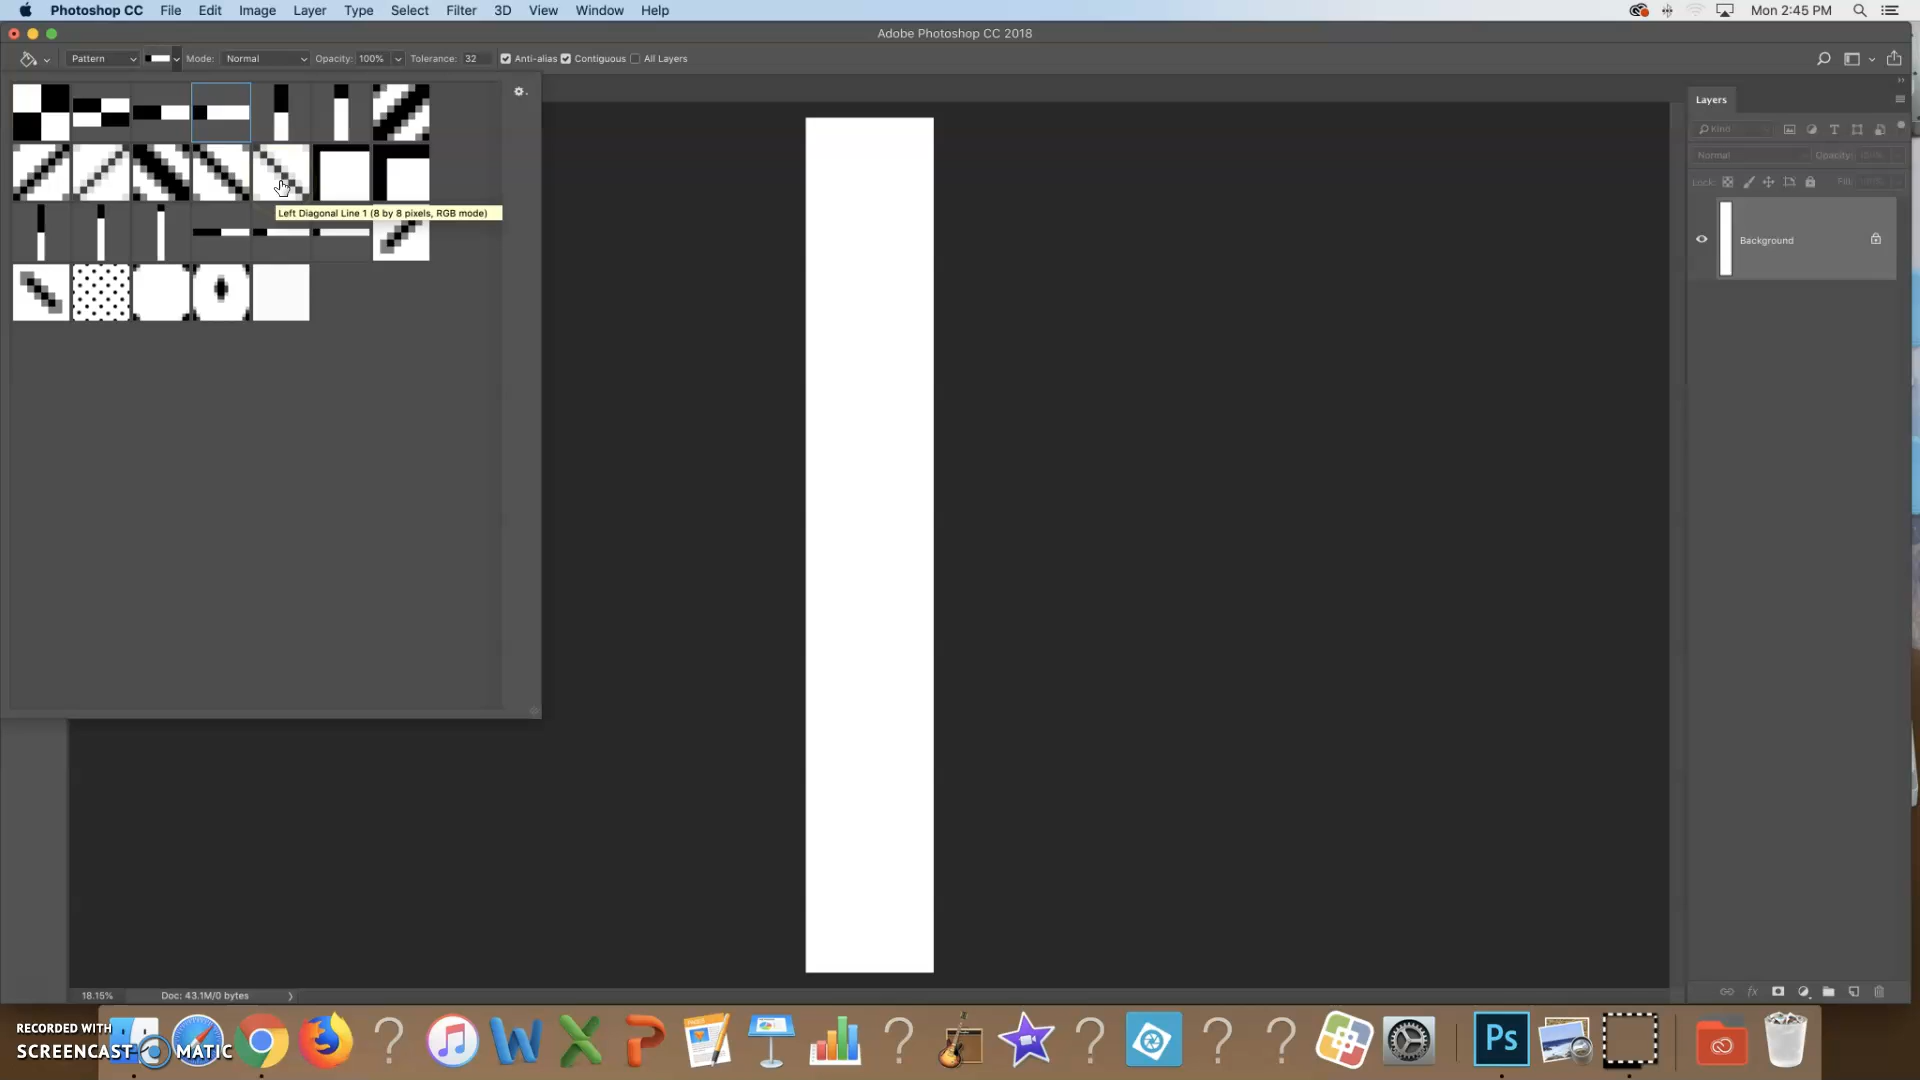 Photoshop CC File Edit Image Layer Type Select Filter 3D View Window Help Mon 2:45 PM
Adobe Photoshop CC 2018
Pattern Mode: Normal Opacity: 100% Tolerance: 32 Anti-alias Contiguous All Layers
Layers
Kind
Normal Opacity:
Lock: Fill:
Left Diagonal Line 1 (8 by 8 pixels, RGB mode)
Background
18.15% Doc: 43.1M/0 bytes
RECORDED WITH
SCREENCAST MATIC
Ps